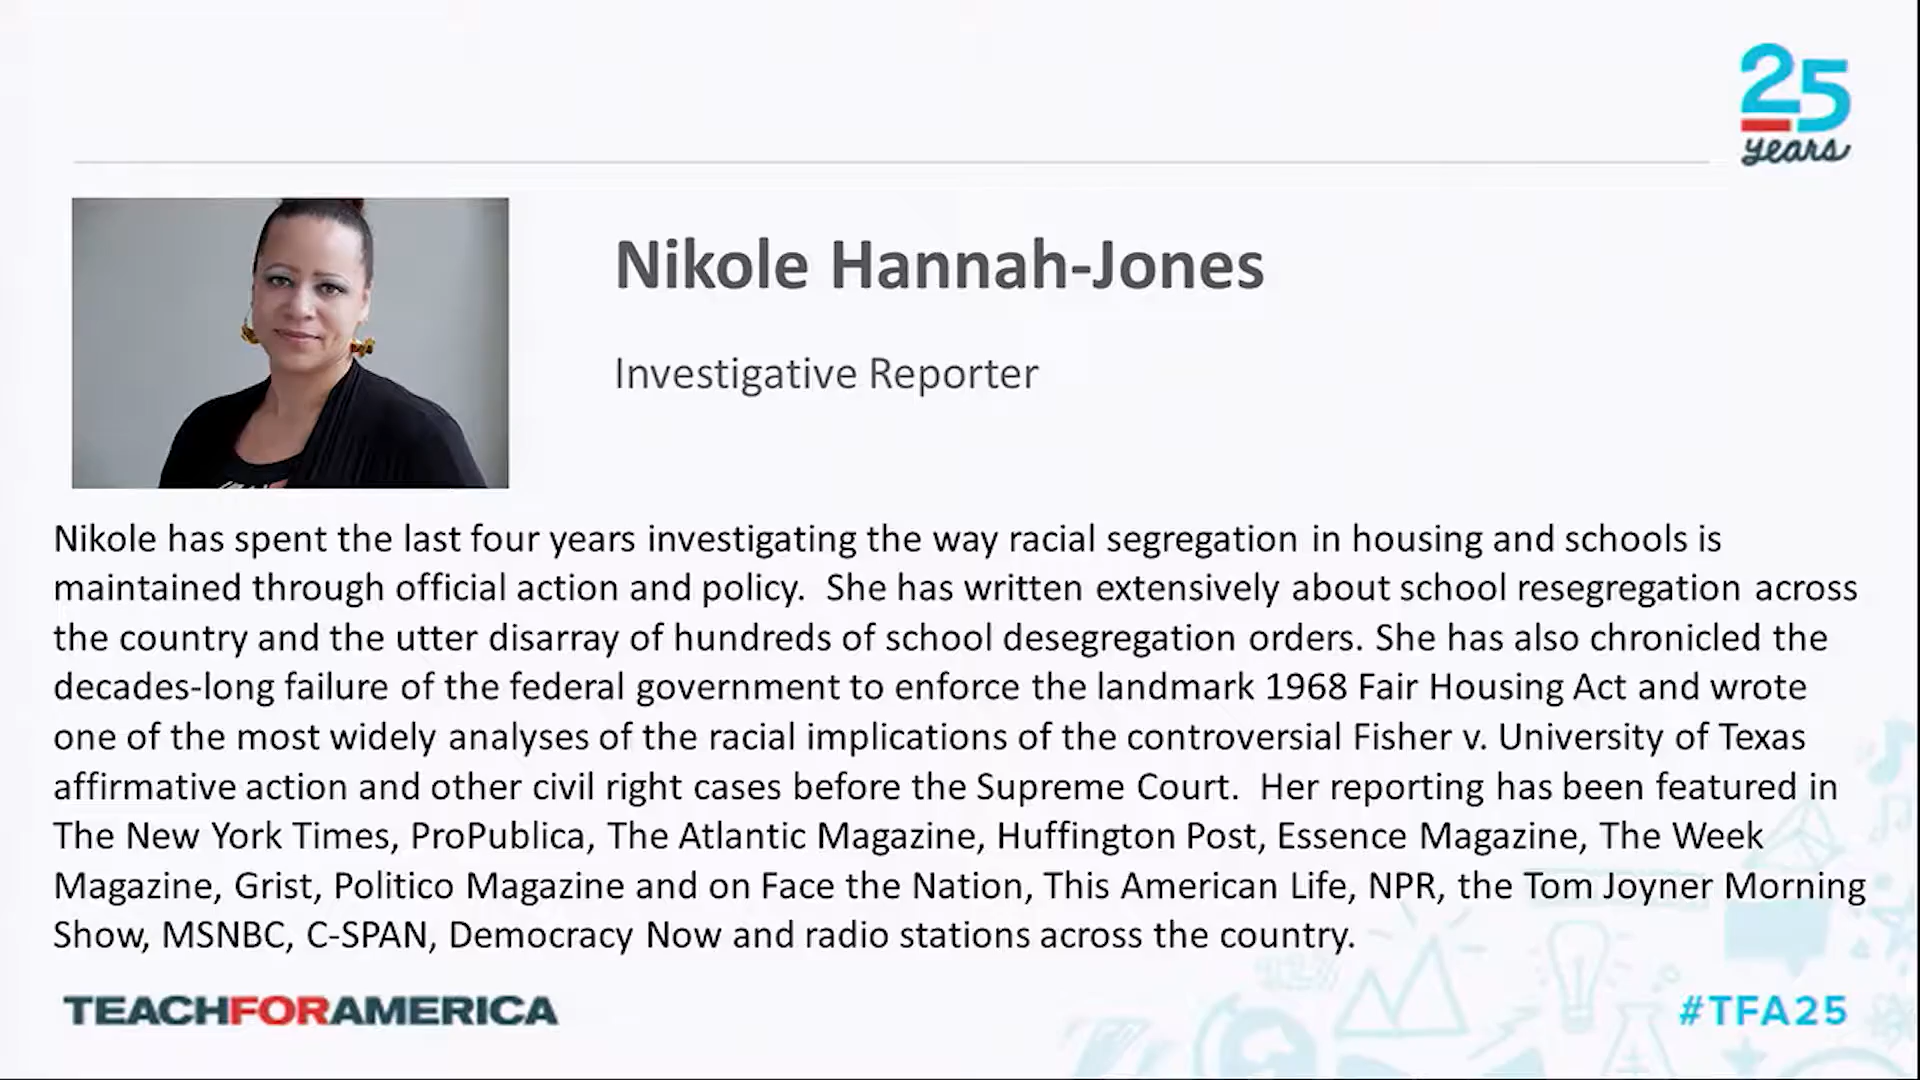 25
years
Nikole Hannah-Jones
Investigative Reporter
Nikole has spent the last four years investigating the way racial segregation in housing and schools is
maintained through official action and policy.  She has written extensively about school resegregation across
the country and the utter disarray of hundreds of school desegregation orders. She has also chronicled the
decades-long failure of the federal government to enforce the landmark 1968 Fair Housing Act and wrote
one of the most widely analyses of the racial implications of the controversial Fisher v. University of Texas
affirmative action and other civil right cases before the Supreme Court.  Her reporting has been featured in
The New York Times, ProPublica, The Atlantic Magazine, Huffington Post, Essence Magazine, The Week
Magazine, Grist, Politico Magazine and on Face the Nation, This American Life, NPR, the Tom Joyner Morning
Show, MSNBC, C-SPAN, Democracy Now and radio stations across the country.
TEACHFORAMERICA
#TFA25